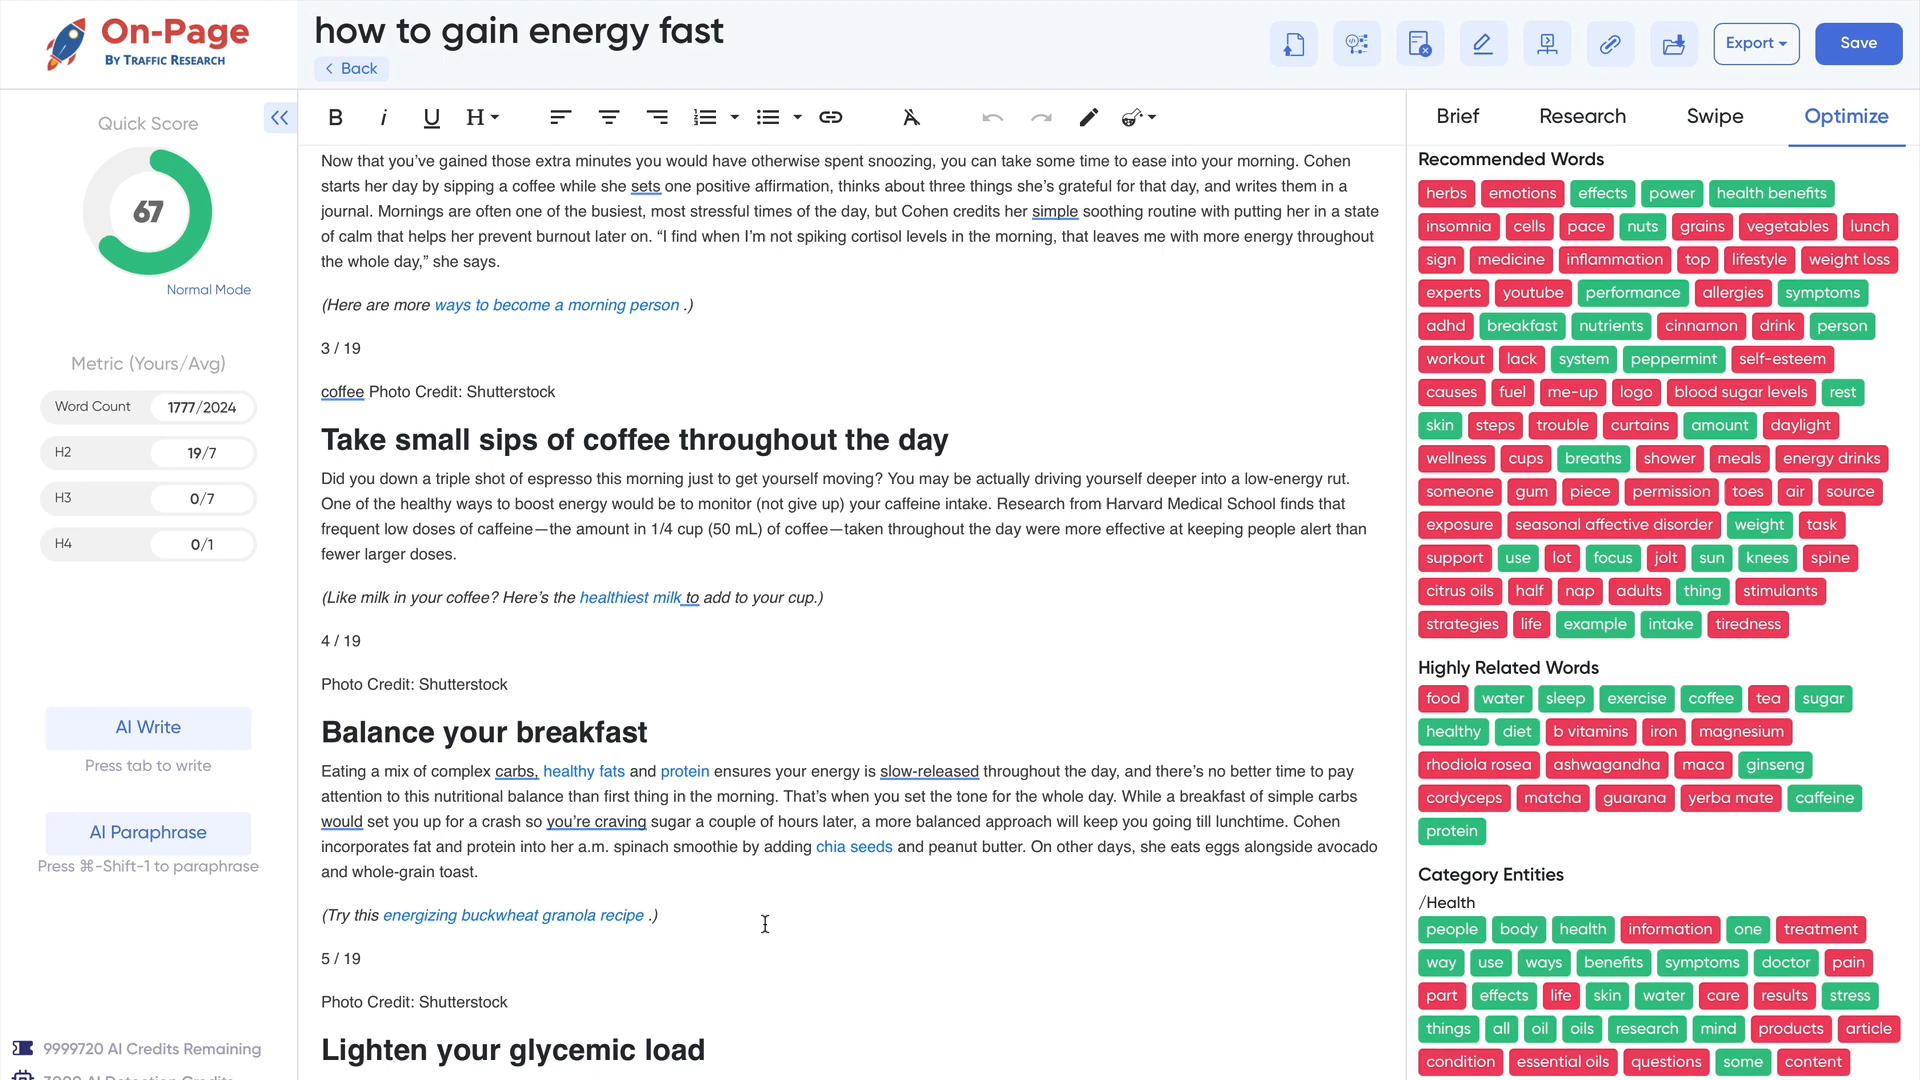 On-Page
BY TRAFFIC RESEARCH
how to gain energy fast
Back
Export
Save
Quick Score
67
Normal Mode
Metric (Yours/Avg)
Word Count 1777/2024
H2 19/7
H3 0/7
H4 0/1
AI Write
Press tab to write
AI Paraphrase
Press ⌘-Shift-1 to paraphrase
9999720 AI Credits Remaining
B i U H
Now that you've gained those extra minutes you would have otherwise spent snoozing, you can take some time to ease into your morning. Cohen
starts her day by sipping a coffee while she sets one positive affirmation, thinks about three things she's grateful for that day, and writes them in a
journal. Mornings are often one of the busiest, most stressful times of the day, but Cohen credits her simple soothing routine with putting her in a state
of calm that helps her prevent burnout later on. “I find when I'm not spiking cortisol levels in the morning, that leaves me with more energy throughout
the whole day,” she says.
(Here are more ways to become a morning person .)
3 / 19
coffee Photo Credit: Shutterstock
Take small sips of coffee throughout the day
Did you down a triple shot of espresso this morning just to get yourself moving? You may be actually driving yourself deeper into a low-energy rut.
One of the healthy ways to boost energy would be to monitor (not give up) your caffeine intake. Research from Harvard Medical School finds that
frequent low doses of caffeine—the amount in 1/4 cup (50 mL) of coffee—taken throughout the day were more effective at keeping people alert than
fewer larger doses.
(Like milk in your coffee? Here's the healthiest milk to add to your cup.)
4 / 19
Photo Credit: Shutterstock
Balance your breakfast
Eating a mix of complex carbs, healthy fats and protein ensures your energy is slow-released throughout the day, and there's no better time to pay
attention to this nutritional balance than first thing in the morning. That's when you set the tone for the whole day. While a breakfast of simple carbs
would set you up for a crash so you're craving sugar a couple of hours later, a more balanced approach will keep you going till lunchtime. Cohen
incorporates fat and protein into her a.m. spinach smoothie by adding chia seeds and peanut butter. On other days, she eats eggs alongside avocado
and whole-grain toast.
(Try this energizing buckwheat granola recipe .)
5 / 19
Photo Credit: Shutterstock
Lighten your glycemic load
Brief Research Swipe Optimize
Recommended Words
herbs emotions effects power health benefits
insomnia cells pace nuts grains vegetables lunch
sign medicine inflammation top lifestyle weight loss
experts youtube performance allergies symptoms
adhd breakfast nutrients cinnamon drink person
workout lack system peppermint self-esteem
causes fuel me-up logo blood sugar levels rest
skin steps trouble curtains amount daylight
wellness cups breaths shower meals energy drinks
someone gum piece permission toes air source
exposure seasonal affective disorder weight task
support use lot focus jolt sun knees spine
citrus oils half nap adults thing stimulants
strategies life example intake tiredness
Highly Related Words
food water sleep exercise coffee tea sugar
healthy diet b vitamins iron magnesium
rhodiola rosea ashwagandha maca ginseng
cordyceps matcha guarana yerba mate caffeine
protein
Category Entities
/Health
people body health information one treatment
way use ways benefits symptoms doctor pain
part effects life skin water care results stress
things all oil oils research mind products article
condition essential oils questions some content